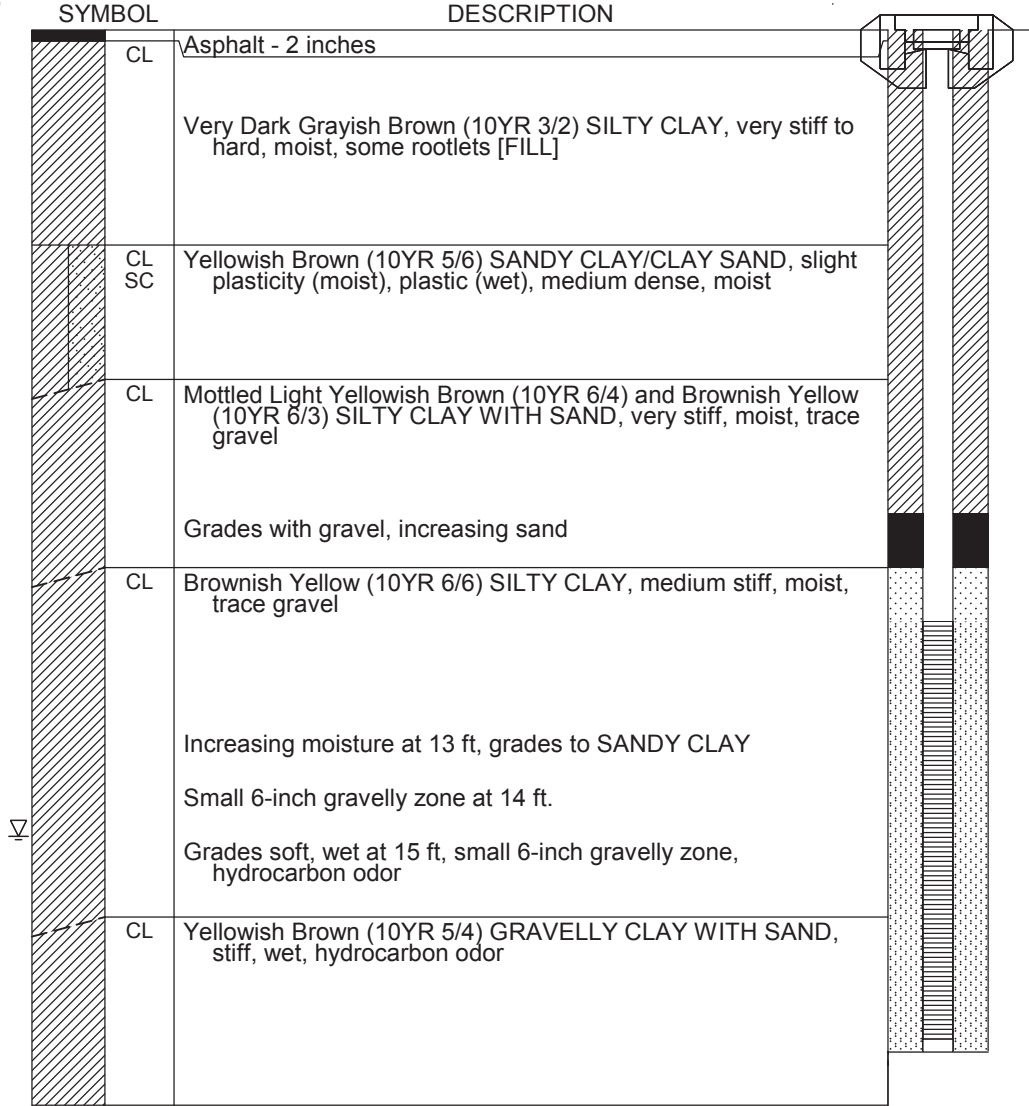 SYMBOL DESCRIPTION
CL Asphalt - 2 inches
Very Dark Grayish Brown (10YR 3/2) SILTY CLAY, very stiff to
hard, moist, some rootlets [FILL]
CL Yellowish Brown (10YR 5/6) SANDY CLAY/CLAY SAND, slight
SC plasticity (moist), plastic (wet), medium dense, moist
CL Mottled Light Yellowish Brown (10YR 6/4) and Brownish Yellow
(10YR 6/3) SILTY CLAY WITH SAND, very stiff, moist, trace
gravel
Grades with gravel, increasing sand
CL Brownish Yellow (10YR 6/6) SILTY CLAY, medium stiff, moist,
trace gravel
Increasing moisture at 13 ft, grades to SANDY CLAY
Small 6-inch gravelly zone at 14 ft.
Grades soft, wet at 15 ft, small 6-inch gravelly zone,
hydrocarbon odor
CL Yellowish Brown (10YR 5/4) GRAVELLY CLAY WITH SAND,
stiff, wet, hydrocarbon odor